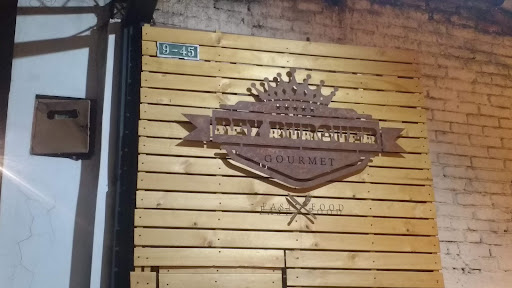 9-45
REY BURGUER
GOURMET
FAST FOOD